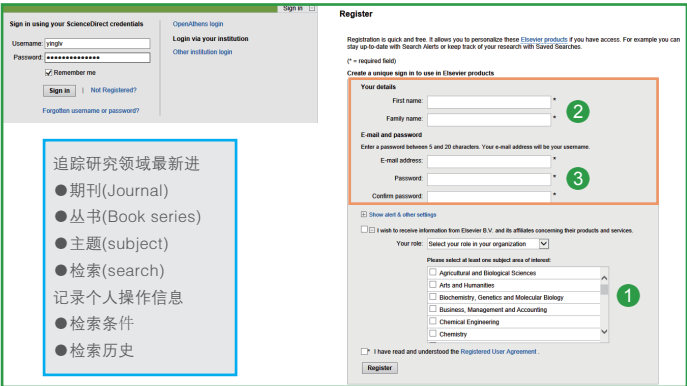 Sign in
Sign in using your ScienceDirect credentials
Username: yinglv
Password: ●●●●●●●●●●●●●●●
Remember me
Sign in | Not Registered?
Forgotten username or password?
OpenAthens login
Login via your institution
Other institution login
追踪研究领域最新进
●期刊(Journal)
●丛书(Book series)
●主题(subject)
●检索(search)
记录个人操作信息
●检索条件
●检索历史
Register
Registration is quick and free. It allows you to personalize these Elsevier products if you have access. For example you can
stay up-to-date with Search Alerts or keep track of your research with Saved Searches.
(* = required field)
Create a unique sign in to use in Elsevier products
Your details
First name: *
Family name: *
2
E-mail and password
Enter a password between 5 and 20 characters. Your e-mail address will be your username.
E-mail address: *
Password: *
3
Confirm password: *
Show alert & other settings
I wish to receive information from Elsevier B.V. and its affiliates concerning their products and services.
Your role: Select your role in your organization
Please select at least one subject area of interest:
Agricultural and Biological Sciences
Arts and Humanities
Biochemistry, Genetics and Molecular Biology
1
Business, Management and Accounting
Chemical Engineering
Chemistry
* I have read and understood the Registered User Agreement.
Register